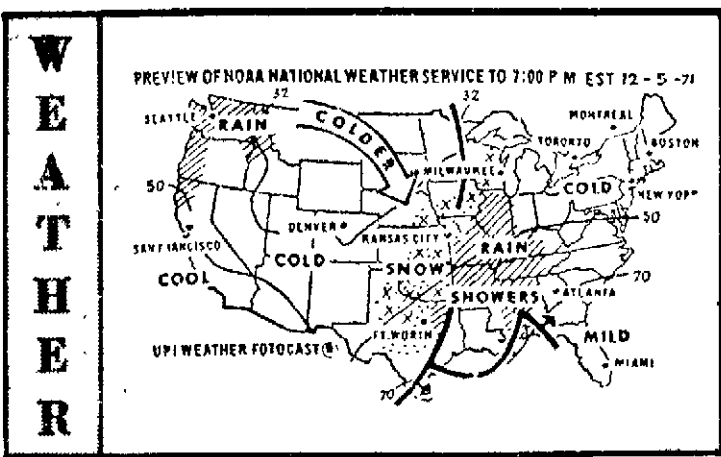 WEATHER
PREVIEW OF NOAA NATIONAL WEATHER SERVICE TO 7:00 P M EST 12 - 5 - 71
32
32
SEATTLE
RAIN
COLDER
MONTREAL
TORONTO
BOSTON
MILWAUKEE
50
COLD
NEW YORK
50
DENVER
KANSAS CITY
RAIN
SAN FRANCISCO
COLD
SNOW
70
COOL
SHOWERS
ATLANTA
FT. WORTH
MILD
UPI WEATHER FOTOCAST ®
MIAMI
70